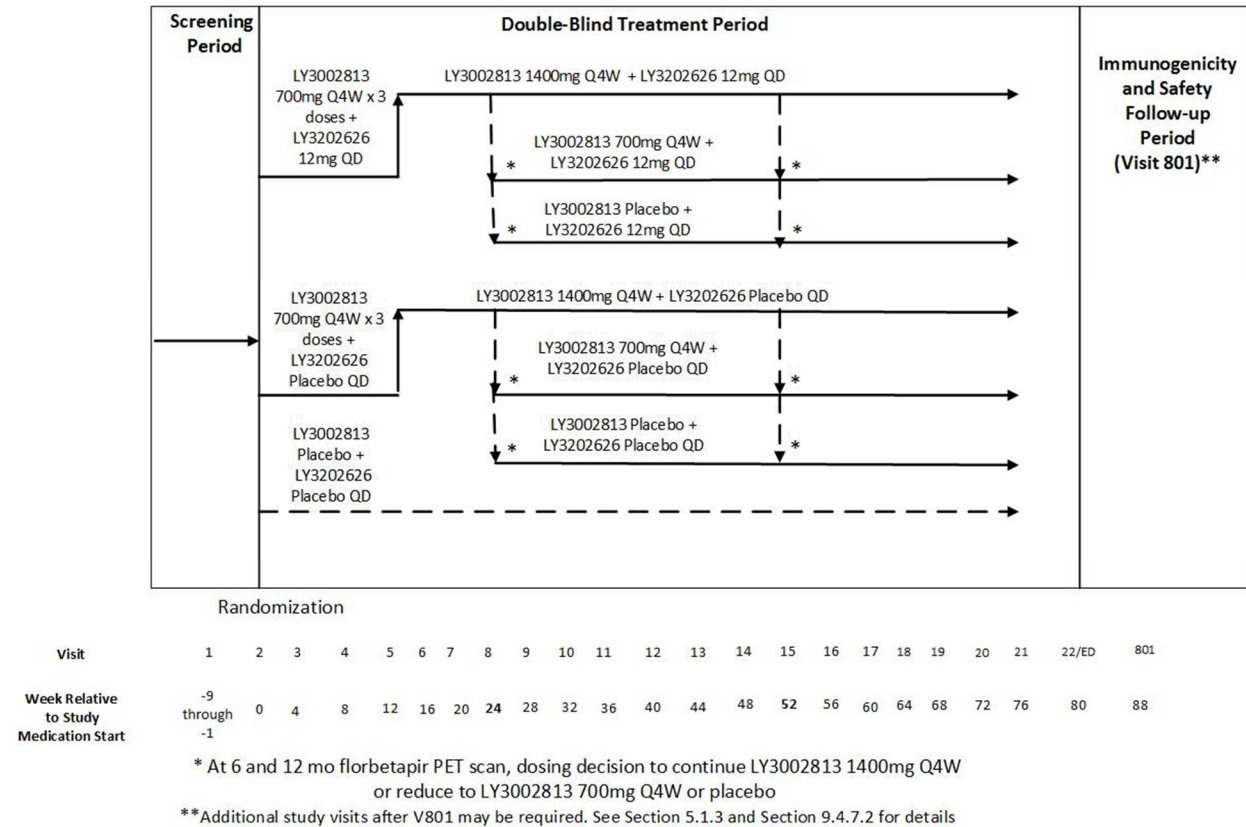 Screening
Period
Double-Blind Treatment Period
Immunogenicity
and Safety
Follow-up
Period
(Visit 801)**
LY3002813
700mg Q4W x 3
doses +
LY3202626
12mg QD
LY3002813 1400mg Q4W + LY3202626 12mg QD
LY3002813 700mg Q4W +
* LY3202626 12mg QD *
LY3002813 Placebo +
* LY3202626 12mg QD *
LY3002813
700mg Q4W x 3
doses +
LY3202626
Placebo QD
LY3002813 1400mg Q4W + LY3202626 Placebo QD
LY3002813 700mg Q4W +
LY3202626 Placebo QD
* *
LY3002813 Placebo +
* LY3202626 Placebo QD *
LY3002813
Placebo +
LY3202626
Placebo QD
Randomization
Visit 1 2 3 4 5 6 7 8 9 10 11 12 13 14 15 16 17 18 19 20 21 22/ED 801
Week Relative
to Study
Medication Start
-9
through
-1
0 4 8 12 16 20 24 28 32 36 40 44 48 52 56 60 64 68 72 76 80 88
* At 6 and 12 mo florbetapir PET scan, dosing decision to continue LY3002813 1400mg Q4W
or reduce to LY3002813 700mg Q4W or placebo
**Additional study visits after V801 may be required. See Section 5.1.3 and Section 9.4.7.2 for details